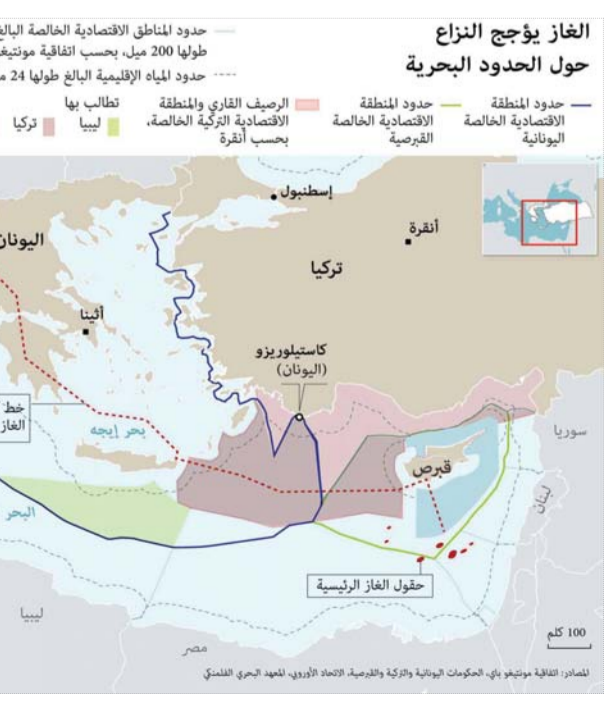 الغاز يؤجج النزاع
حول الحدود البحرية
حدود المناطق الاقتصادية الخالصة البالغ
طولها 200 ميل، بحسب اتفاقية
حدود المياه الإقليمية البالغ طولها 24
حدود المنطقة
الاقتصادية الخالصة
اليونانية
حدود المنطقة
الاقتصادية الخالصة
القبرصية
الرصيف القاري والمنطقة
الاقتصادية التركية الخالصة،
بحسب أنقرة
تطالب بها
ليبيا
تركيا
إسطنبول
أنقرة
تركيا
اليونان
أثينا
كاستيلوريزو
(اليونان)
خط
الغاز
بحر إيجه
سوريا
قبرص
لبنان
البحر
حقول الغاز الرئيسية
ليبيا
مصر
100 كلم
المصادر: اتفاقية مونتيغو باي، الحكومات اليونانية والتركية والقبرصية، الاتحاد الأوروبي، المعهد البحري الفلمنكي